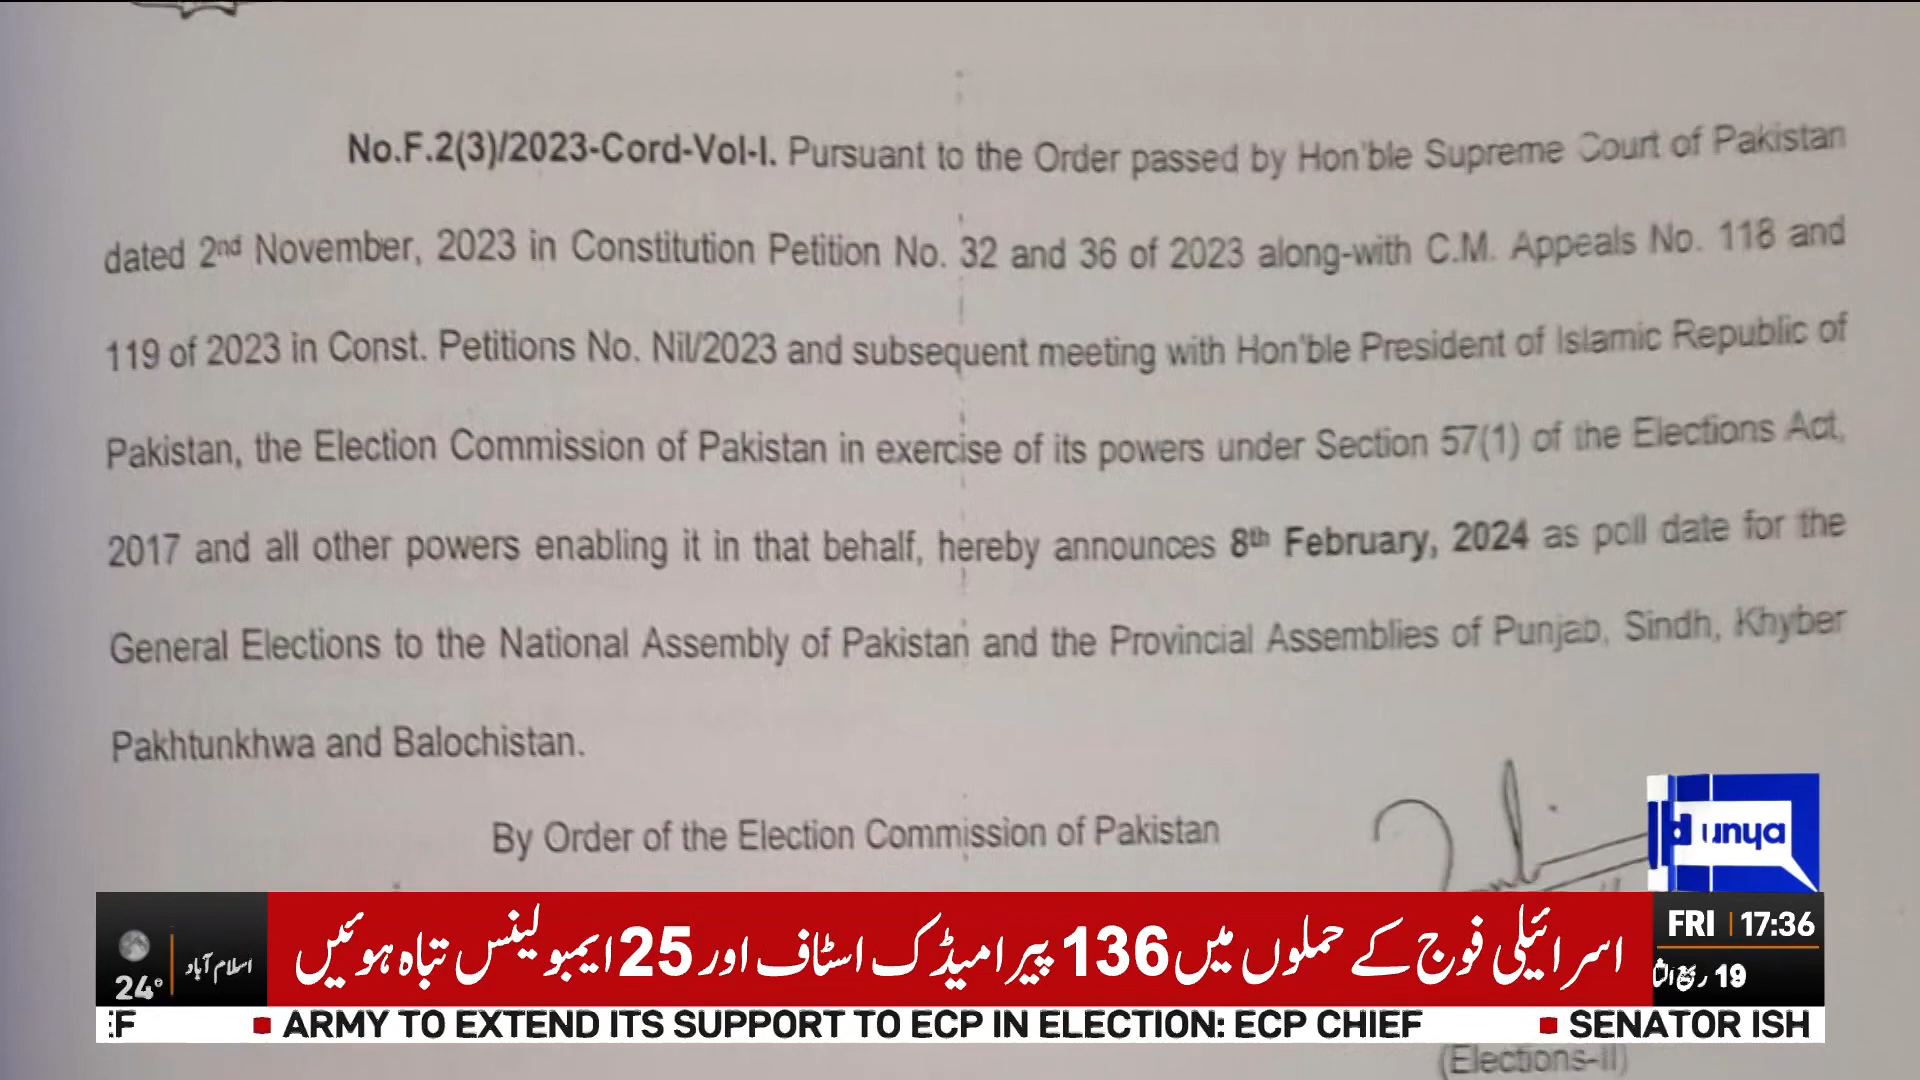 No.F.2(3)/2023-Cord-Vol-I. Pursuant to the Order passed by Hon'ble Supreme Court of Pakistan
dated 2nd November, 2023 in Constitution Petition No. 32 and 36 of 2023 along-with C.M. Appeals No. 118 and
119 of 2023 in Const. Petitions No. Nil/2023 and subsequent meeting with Hon'ble President of Islamic Republic of
Pakistan, the Election Commission of Pakistan in exercise of its powers under Section 57(1) of the Elections Act,
2017 and all other powers enabling it in that behalf, hereby announces 8th February, 2024 as poll date for the
General Elections to the National Assembly of Pakistan and the Provincial Assemblies of Punjab, Sindh, Khyber
Pakhtunkhwa and Balochistan.
By Order of the Election Commission of Pakistan
dunya
اسرائیلی فوج کے حملوں میں 136 پیرامیڈک اسٹاف اور 25 ایمبولینس تباہ ہوئیں
FRI 17:36
19 ربیع الث
24° اسلام آباد
EF ARMY TO EXTEND ITS SUPPORT TO ECP IN ELECTION: ECP CHIEF SENATOR ISH
(Elections-II)